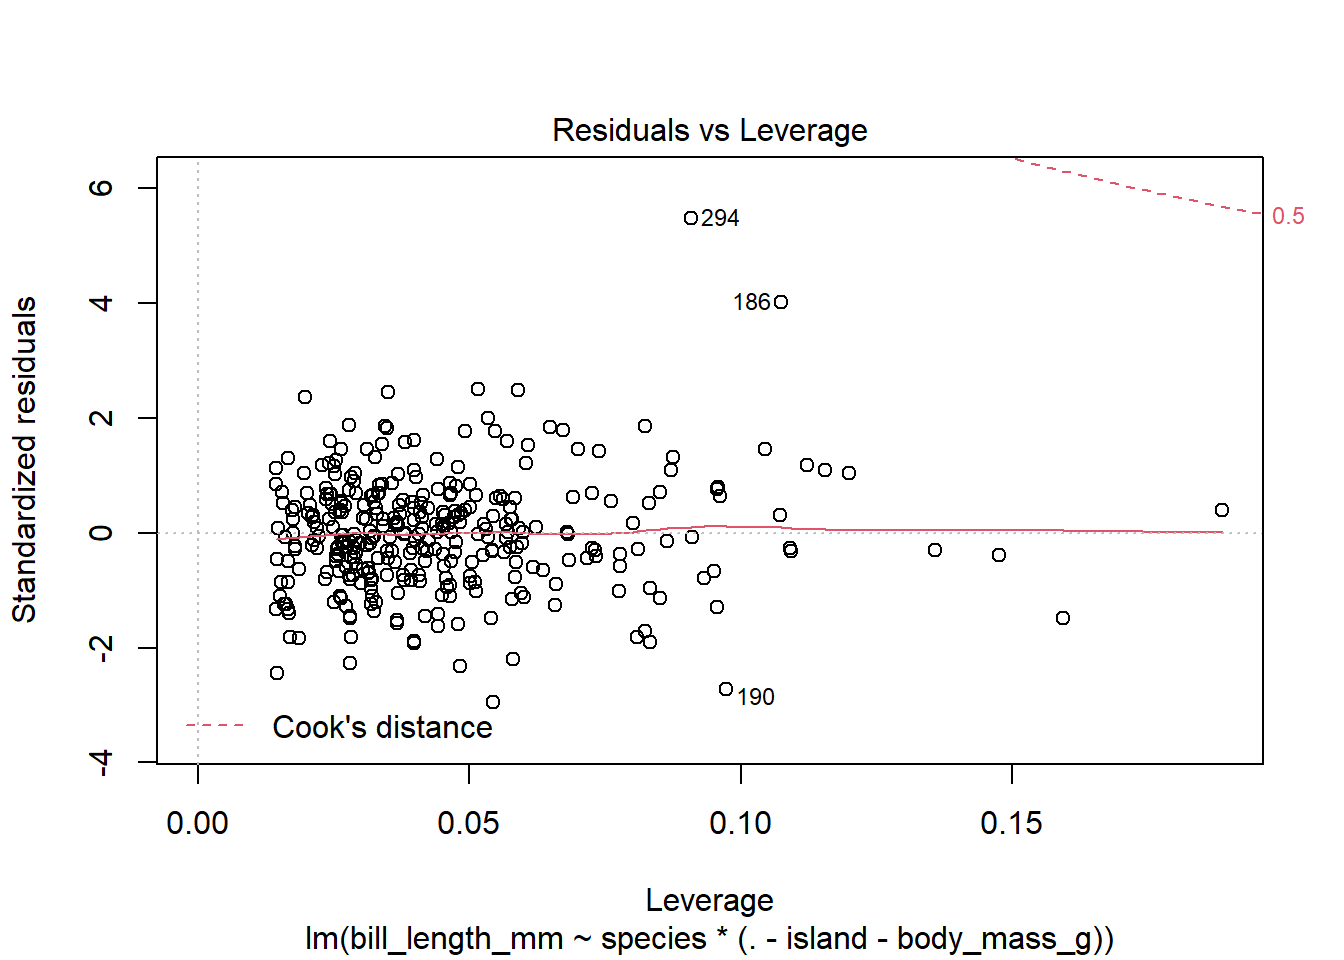 Residuals vs Leverage
Standardized residuals
6
4
2
0
-2
-4
294
186
190
0.5
Cook's distance
0.00 0.05 0.10 0.15
Leverage
lm(bill_length_mm ~ species * (. - island - body_mass_g))